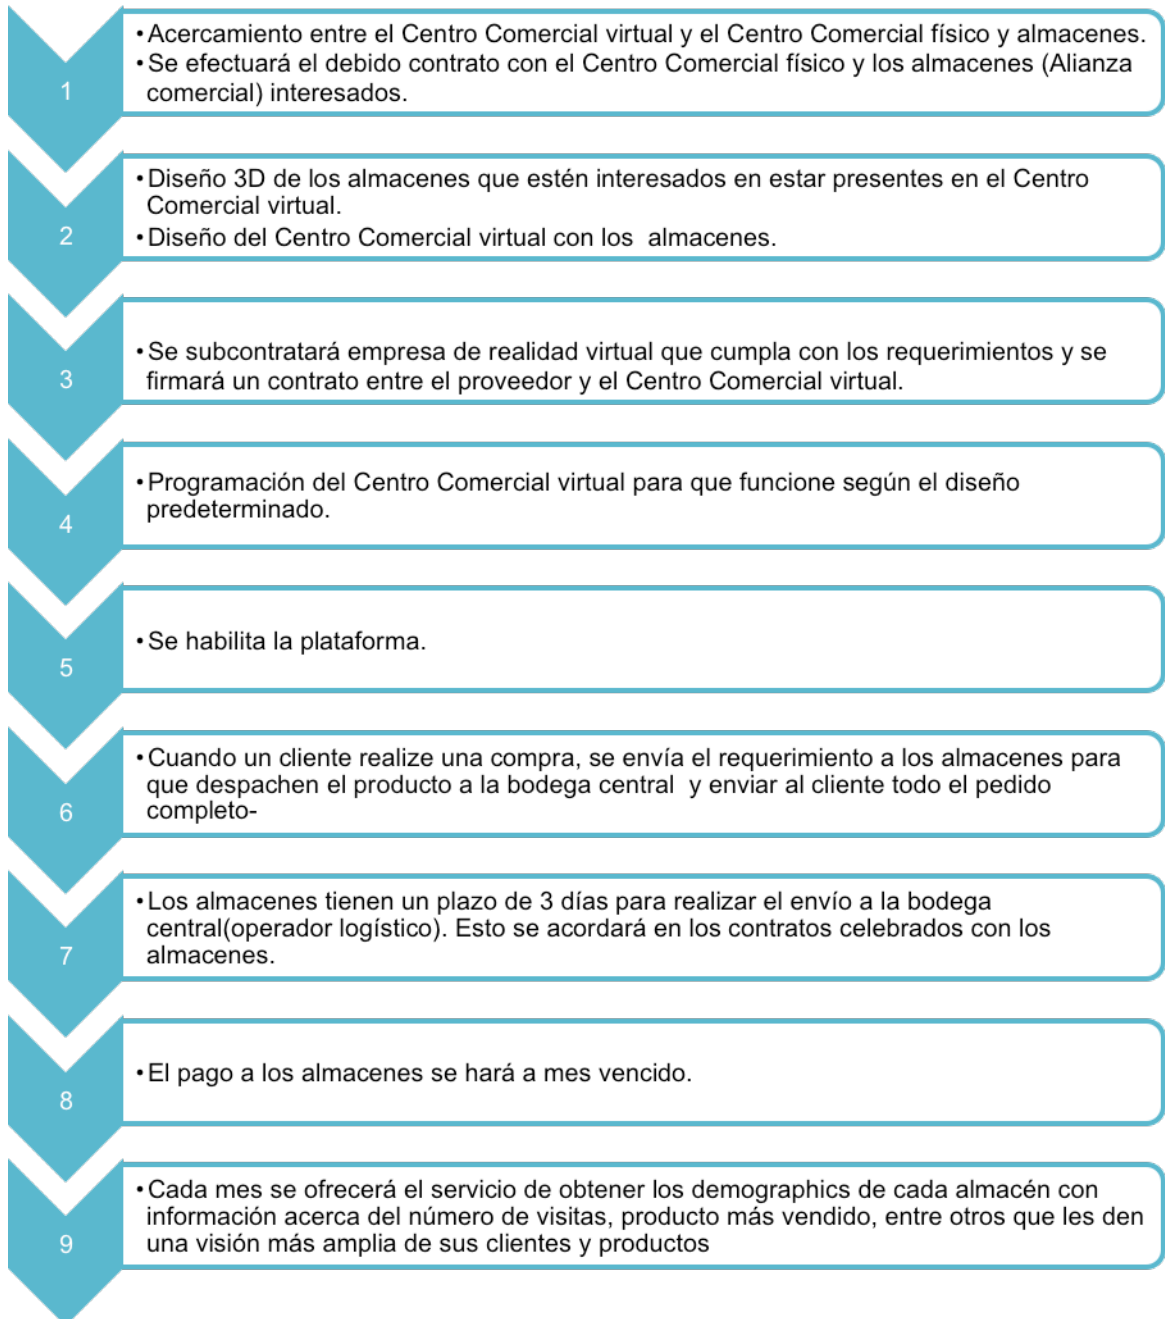 1
•Acercamiento entre el Centro Comercial virtual y el Centro Comercial físico y almacenes.
•Se efectuará el debido contrato con el Centro Comercial físico y los almacenes (Alianza
comercial) interesados.
2
•Diseño 3D de los almacenes que estén interesados en estar presentes en el Centro
Comercial virtual.
•Diseño del Centro Comercial virtual con los  almacenes.
3
•Se subcontratará empresa de realidad virtual que cumpla con los requerimientos y se
firmará un contrato entre el proveedor y el Centro Comercial virtual.
4
•Programación del Centro Comercial virtual para que funcione según el diseño
predeterminado.
5
•Se habilita la plataforma.
6
•Cuando un cliente realize una compra, se envía el requerimiento a los almacenes para
que despachen el producto a la bodega central  y enviar al cliente todo el pedido
completo-
7
•Los almacenes tienen un plazo de 3 días para realizar el envío a la bodega
central(operador logístico). Esto se acordará en los contratos celebrados con los
almacenes.
8
•El pago a los almacenes se hará a mes vencido.
9
•Cada mes se ofrecerá el servicio de obtener los demographics de cada almacén con
información acerca del número de visitas, producto más vendido, entre otros que les den
una visión más amplia de sus clientes y productos